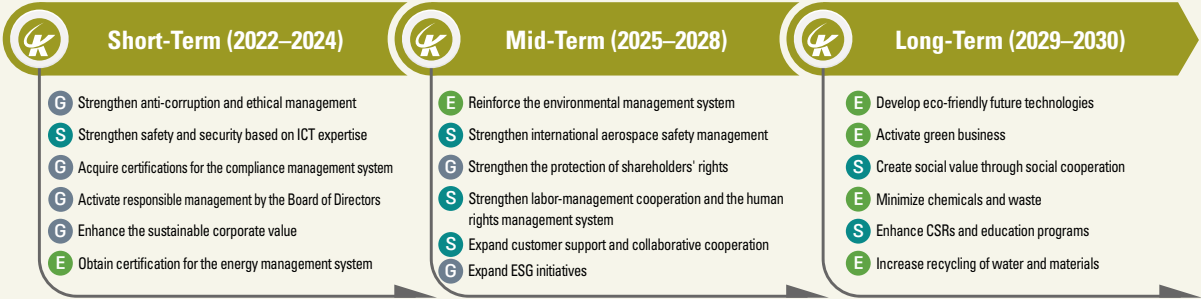 K
Short-Term (2022–2024)
G Strengthen anti-corruption and ethical management
S Strengthen safety and security based on ICT expertise
G Acquire certifications for the compliance management system
G Activate responsible management by the Board of Directors
G Enhance the sustainable corporate value
E Obtain certification for the energy management system
K
Mid-Term (2025–2028)
E Reinforce the environmental management system
S Strengthen international aerospace safety management
G Strengthen the protection of shareholders' rights
S Strengthen labor-management cooperation and the human
rights management system
S Expand customer support and collaborative cooperation
G Expand ESG initiatives
K
Long-Term (2029–2030)
E Develop eco-friendly future technologies
E Activate green business
S Create social value through social cooperation
E Minimize chemicals and waste
S Enhance CSRs and education programs
E Increase recycling of water and materials